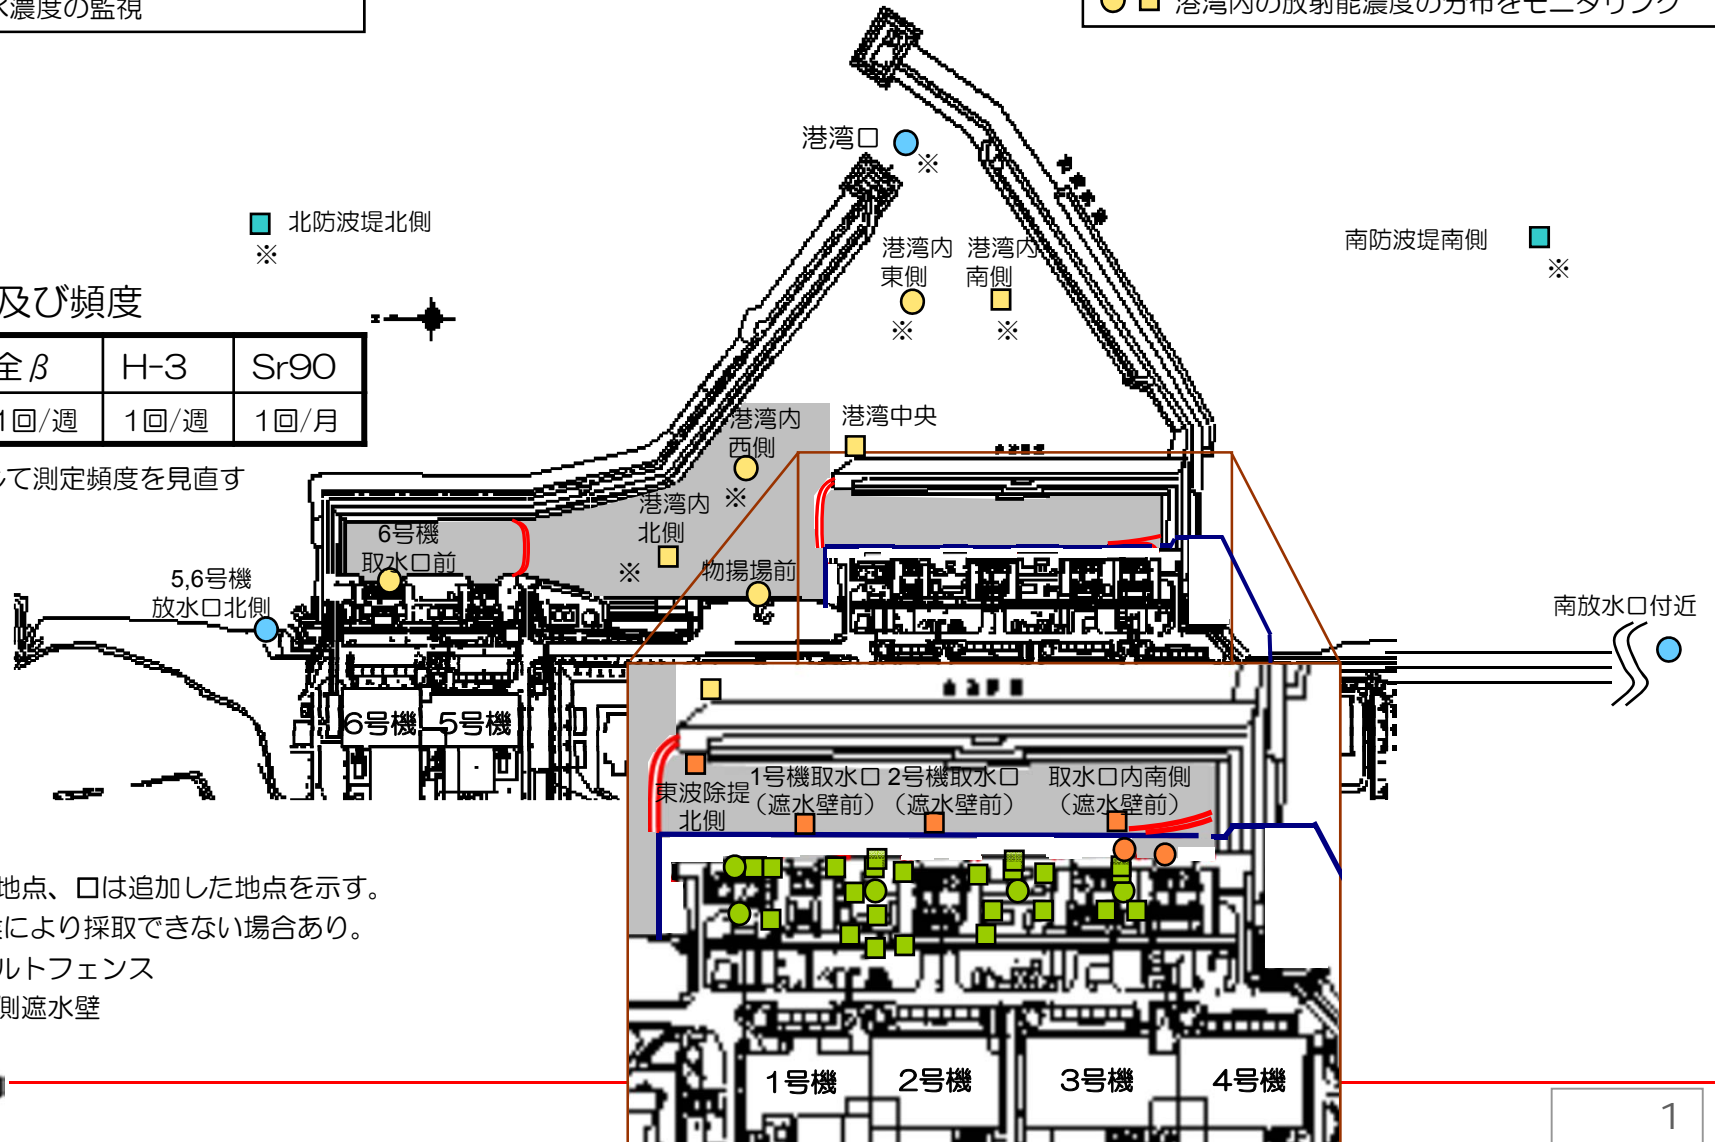 水濃度の監視
港湾内の放射能濃度の分布をモニタリング
港湾口
※
北防波堤北側
※
南防波堤南側
※
港湾内
東側
※
港湾内
南側
※
及び頻度
全β H-3 Sr90
1回/週 1回/週 1回/月
して測定頻度を見直す
港湾内
西側
※
港湾中央
港湾内
北側
※
6号機
取水口前
物揚場前
5,6号機
放水口北側
南放水口付近
6号機
5号機
東波除堤
北側
1号機取水口
(遮水壁前)
2号機取水口
(遮水壁前)
取水口内南側
(遮水壁前)
地点、口は追加した地点を示す。
により採取できない場合あり。
ルトフェンス
側遮水壁
1号機
2号機
3号機
4号機
1